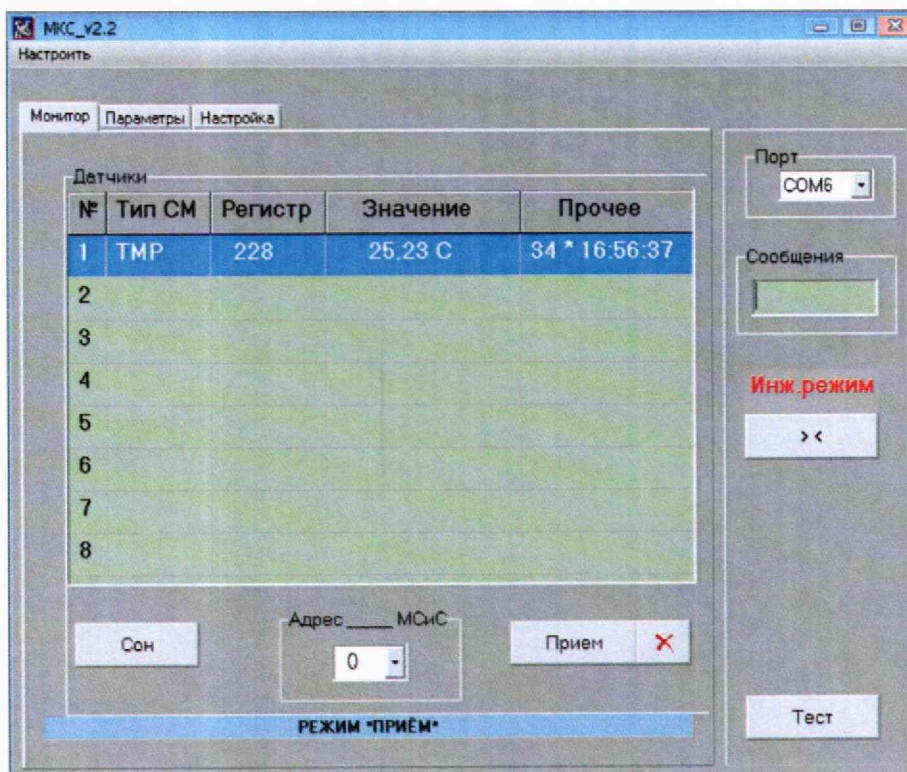 МКС_v2.2
Настроить
Монитор Параметры Настройка
Датчики
№ Тип СМ Регистр Значение Прочее
1 ТМР 228 25,23 C 34 * 16:56:37
2
3
4
5
6
7
8
Сон
Адрес ____ МСиС
0
Прием
РЕЖИМ *ПРИЁМ*
Порт
COM6
Сообщения
Инж.режим
> <
Тест